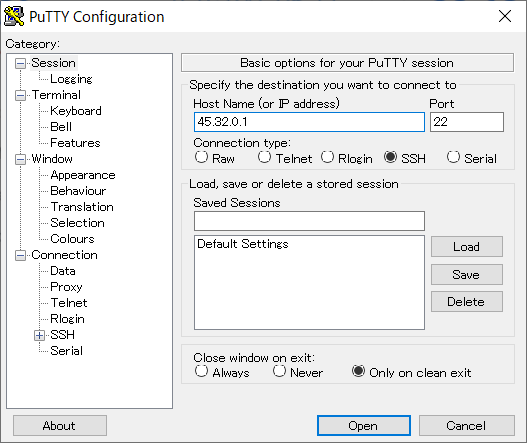 PuTTY Configuration
Category:
Session
Logging
Terminal
Keyboard
Bell
Features
Window
Appearance
Behaviour
Translation
Selection
Colours
Connection
Data
Proxy
Telnet
Rlogin
SSH
Serial
Basic options for your PuTTY session
Specify the destination you want to connect to
Host Name (or IP address) Port
45.32.0.1 22
Connection type:
Raw Telnet Rlogin SSH Serial
Load, save or delete a stored session
Saved Sessions
Default Settings
Load
Save
Delete
Close window on exit:
Always Never Only on clean exit
About Open Cancel